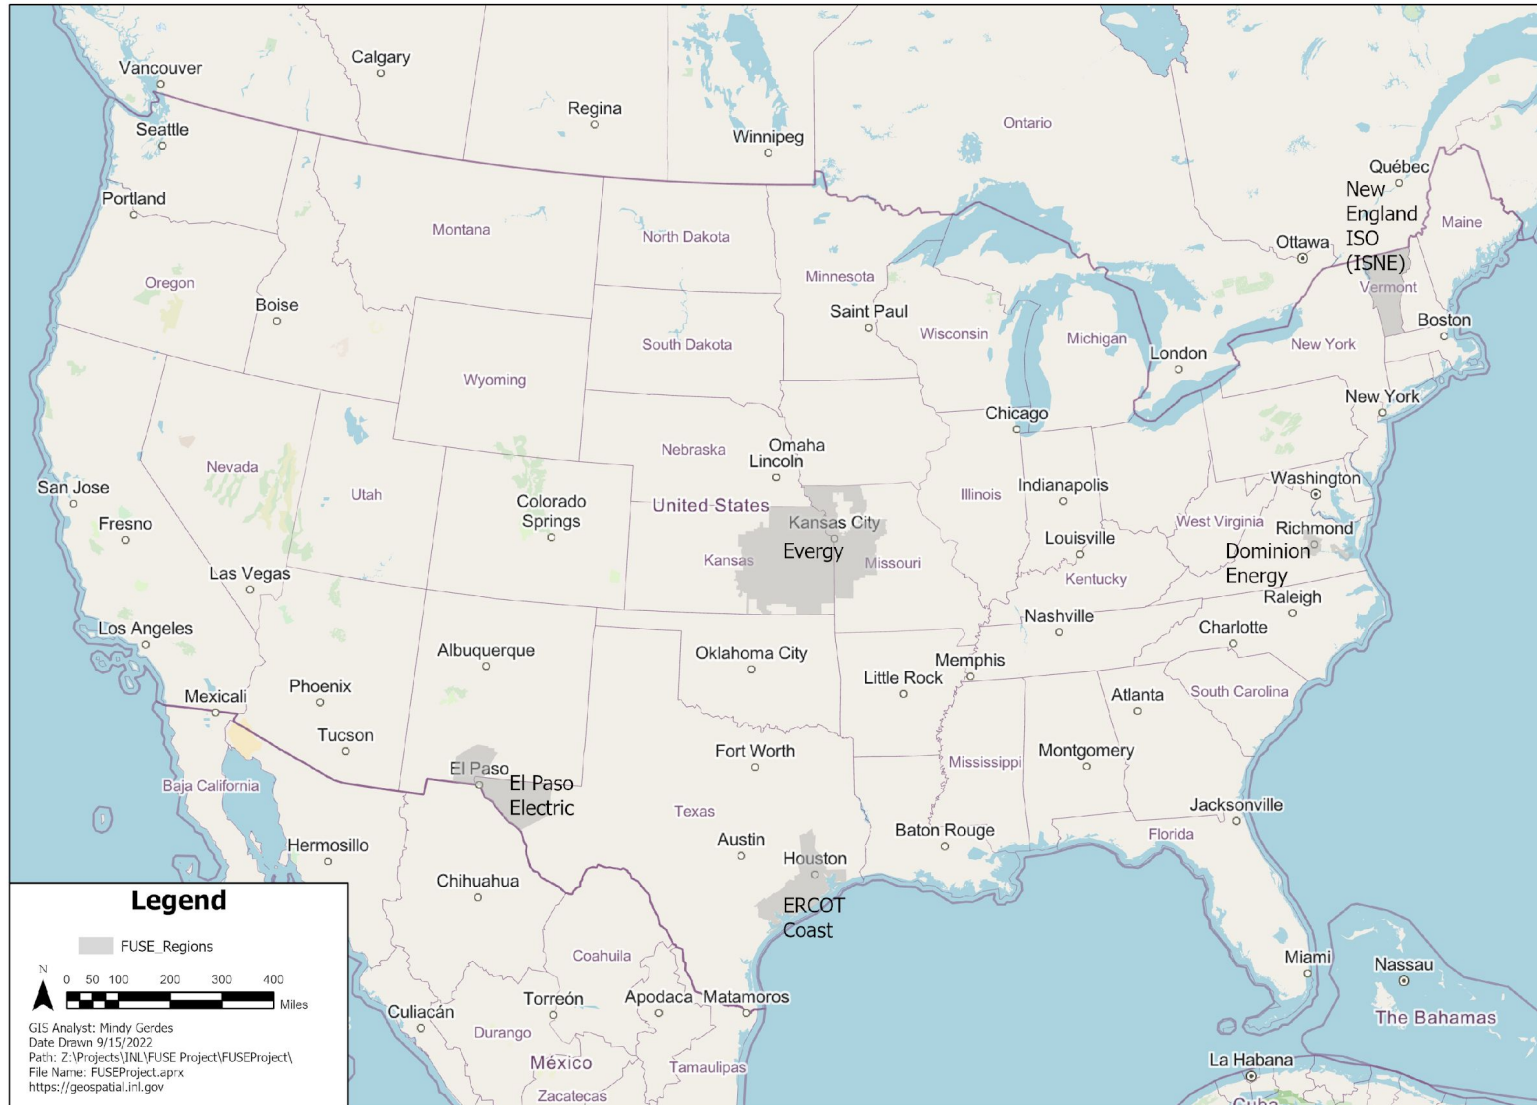 Calgary
Vancouver
Regina
Ontario
Seattle
Winnipeg
Québec
New
England
ISO
(ISNE)
Portland
Maine
Montana
North Dakota
Ottawa
Minnesota
Oregon
Vermont
Boise
Saint Paul
Boston
Wisconsin
Michigan
South Dakota
New York
London
Wyoming
New York
Chicago
Omaha
Nebraska
Lincoln
Nevada
Washington
San Jose
Utah
Colorado
Springs
United States
Illinois
Indianapolis
Fresno
Kansas City
West Virginia
Richmond
Louisville
Evergy
Dominion
Energy
Kansas
Missouri
Las Vegas
Kentucky
Raleigh
Nashville
Charlotte
Los Angeles
Albuquerque
Oklahoma City
Memphis
Little Rock
Phoenix
Mexicali
Atlanta
South Carolina
Tucson
Fort Worth
Montgomery
Mississippi
El Paso
El Paso
Electric
Baja California
Texas
Jacksonville
Baton Rouge
Florida
Austin
Hermosillo
Houston
Chihuahua
ERCOT
Coast
Coahuila
Miami
Nassau
Torreón
Apodaca
Matamoros
Culiacán
The Bahamas
Durango
México
Tamaulipas
La Habana
Zacatecas
Cuba
Legend
FUSE_Regions
N
0 50 100 200 300 400
Miles
GIS Analyst: Mindy Gerdes
Date Drawn 9/15/2022
Path: Z:\Projects\INL\FUSE Project\FUSEProject\
File Name: FUSEProject.aprx
https://geospatial.inl.gov